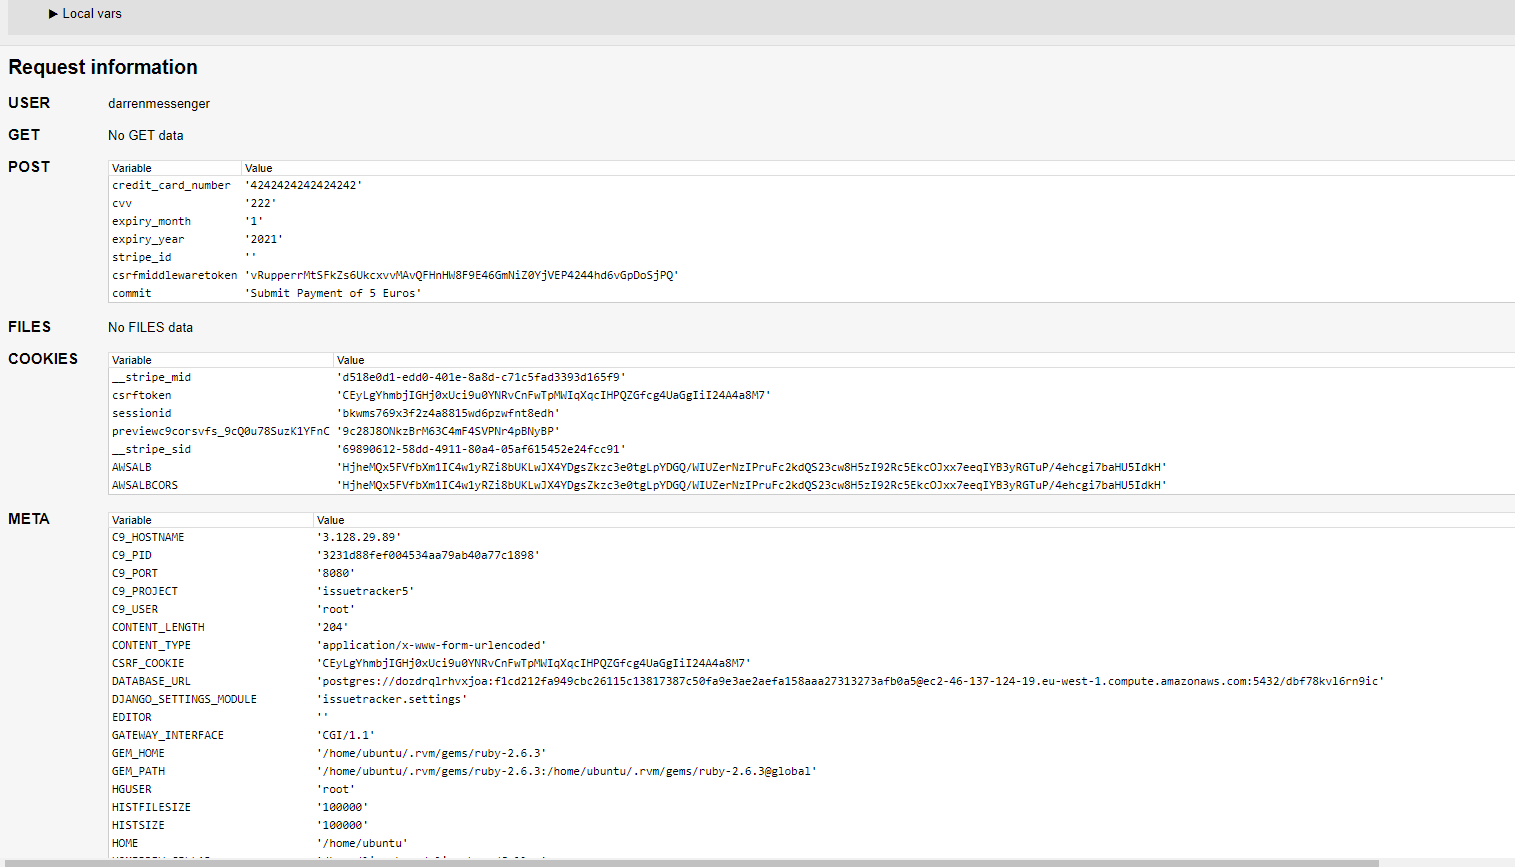 ▶ Local vars
Request information
USER darrenmessenger
GET No GET data
POST Variable Value
credit_card_number '4242424242424242'
cvv '222'
expiry_month '1'
expiry_year '2021'
stripe_id ''
csrfmiddlewaretoken 'vRupperrMtSFkZs6UkcxvvMAvQFHnHW8F9E46GmNiZ0YjVEP4244hd6vGpDoSjPQ'
commit 'Submit Payment of 5 Euros'
FILES No FILES data
COOKIES Variable Value
__stripe_mid 'd518e0d1-edd0-401e-8a8d-c71c5fad3393d165f9'
csrftoken 'CEyLgYhmbjIGHj0xUci9u0YNRvCnFwTpMWIqXqcIHPQZGfcg4UaGgIiI24A4a8M7'
sessionid 'bkwms769x3f2z4a8815wd6pzwfnt8edh'
previewc9corsvfs_9cQ0u78SuzK1YFnC '9c28J8ONkzBrM63C4mF4SVPNr4pBNyBP'
__stripe_sid '69890612-58dd-4911-80a4-05af615452e24fcc91'
AWSALB 'HjheMQx5FVfbXm1IC4w1yRZi8bUKLwJX4YDgsZkzc3e0tgLpYDGQ/WIUZerNzIPruFc2kdQS23cw8H5zI92Rc5EkcOJxx7eeqIYB3yRGTuP/4ehcgi7baHU5IdkH'
AWSALBCORS 'HjheMQx5FVfbXm1IC4w1yRZi8bUKLwJX4YDgsZkzc3e0tgLpYDGQ/WIUZerNzIPruFc2kdQS23cw8H5zI92Rc5EkcOJxx7eeqIYB3yRGTuP/4ehcgi7baHU5IdkH'
META Variable Value
C9_HOSTNAME '3.128.29.89'
C9_PID '3231d88fef004534aa79ab40a77c1898'
C9_PORT '8080'
C9_PROJECT 'issuetracker5'
C9_USER 'root'
CONTENT_LENGTH '204'
CONTENT_TYPE 'application/x-www-form-urlencoded'
CSRF_COOKIE 'CEyLgYhmbjIGHj0xUci9u0YNRvCnFwTpMWIqXqcIHPQZGfcg4UaGgIiI24A4a8M7'
DATABASE_URL 'postgres://dozdrqlrhvxjoa:f1cd212fa949cbc26115c13817387c50fa9e3ae2aefa158aaa27313273afb0a5@ec2-46-137-124-19.eu-west-1.compute.amazonaws.com:5432/dbf78kvl6rn9ic'
DJANGO_SETTINGS_MODULE 'issuetracker.settings'
EDITOR ''
GATEWAY_INTERFACE 'CGI/1.1'
GEM_HOME '/home/ubuntu/.rvm/gems/ruby-2.6.3'
GEM_PATH '/home/ubuntu/.rvm/gems/ruby-2.6.3:/home/ubuntu/.rvm/gems/ruby-2.6.3@global'
HGUSER 'root'
HISTFILESIZE '100000'
HISTSIZE '100000'
HOME '/home/ubuntu'